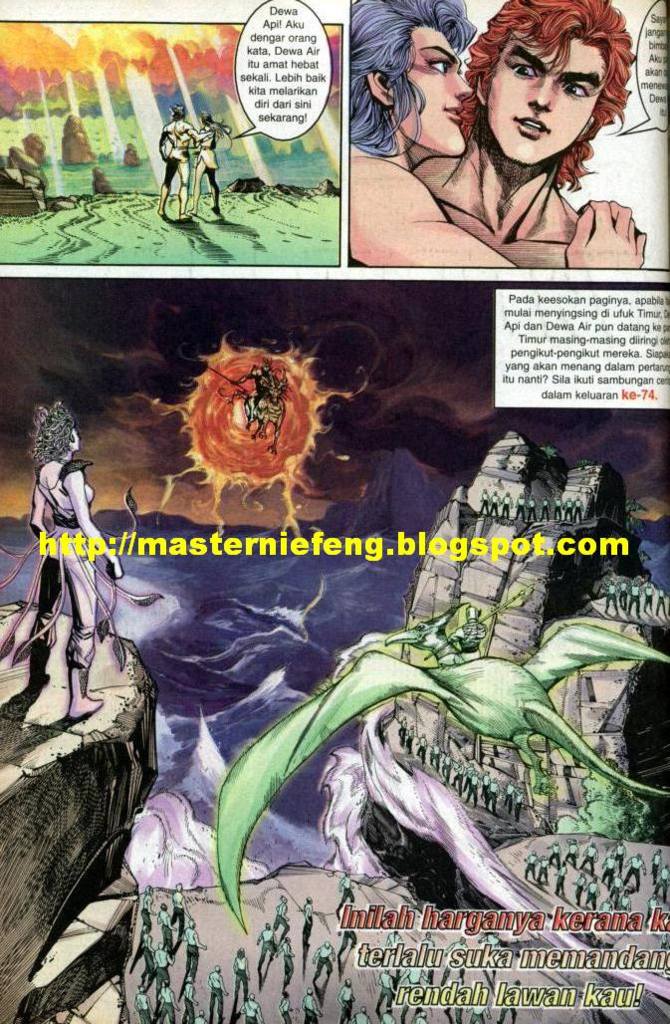 Dewa
Api! Aku
dengar orang
kata, Dewa Air
itu amat hebat
sekali. Lebih baik
kita melarikan
diri dari sini
sekarang!
jangan
Aku
akan
Pada keesokan paginya, apabila
mulai menyingsing di ufuk Timur,
Api dan Dewa Air pun datang ke
Timur masing-masing diiringi
pengikut-pengikut mereka.
yang akan menang dalam
itu nanti? Sila ikuti sambungan
dalam keluaran ke-74.
http://masterniefeng.blogspot.com
Inilah harganya kerana
terlalu suka memandang
rendah lawan kau!